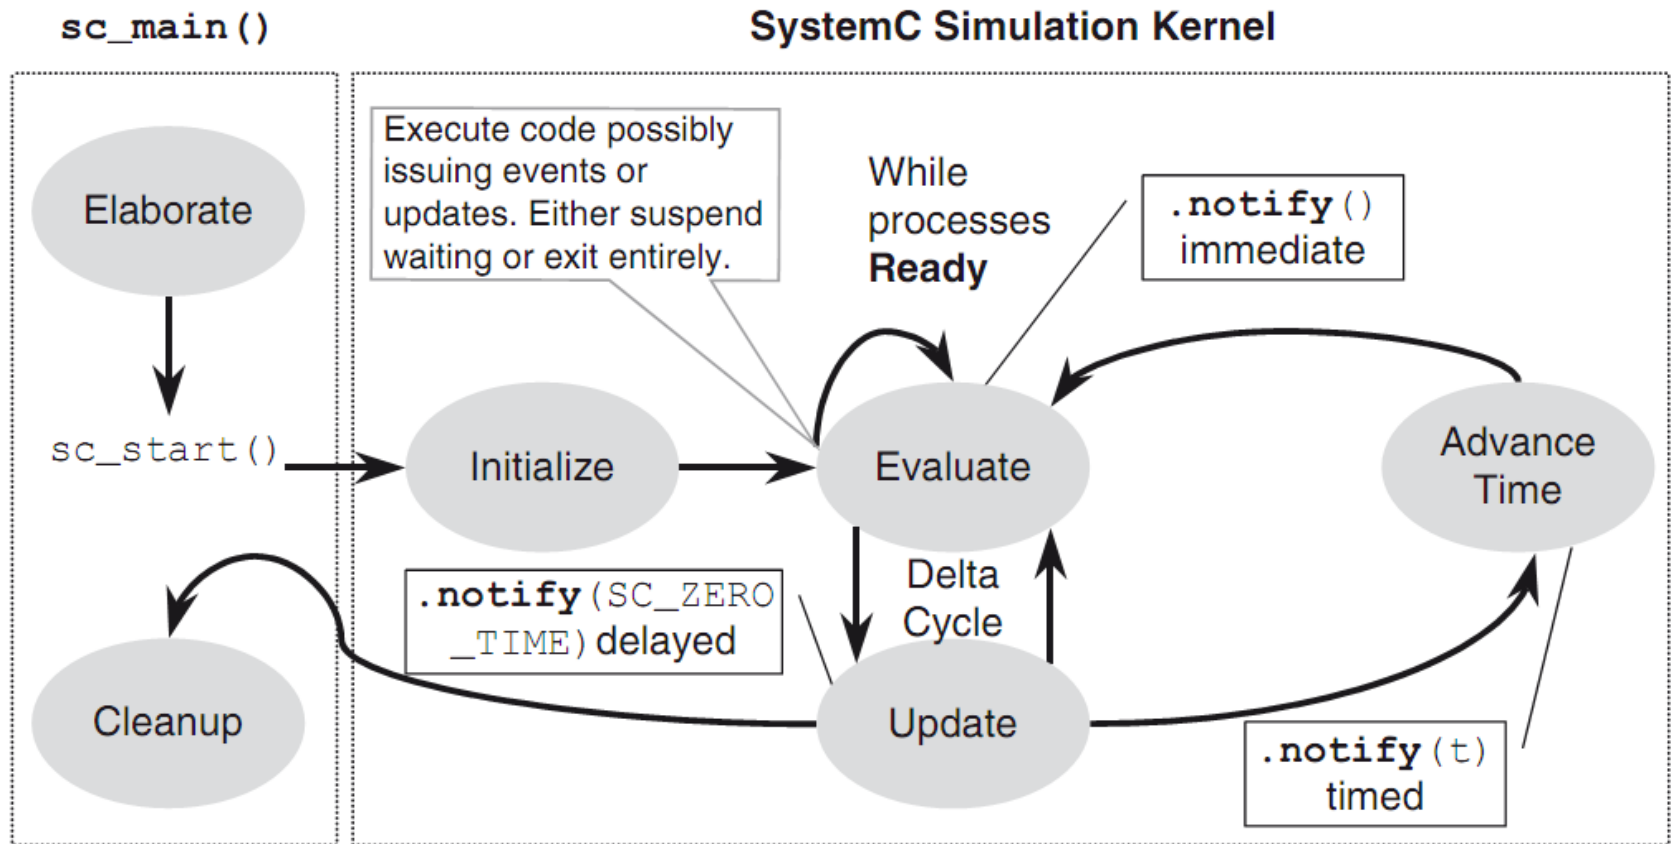 sc_main()
SystemC Simulation Kernel
Elaborate
sc_start()
Cleanup
Execute code possibly
issuing events or
updates. Either suspend
waiting or exit entirely.
While
processes
Ready
.notify()
immediate
Initialize
Evaluate
Advance
Time
.notify(SC_ZERO
_TIME) delayed
Delta
Cycle
Update
.notify(t)
timed